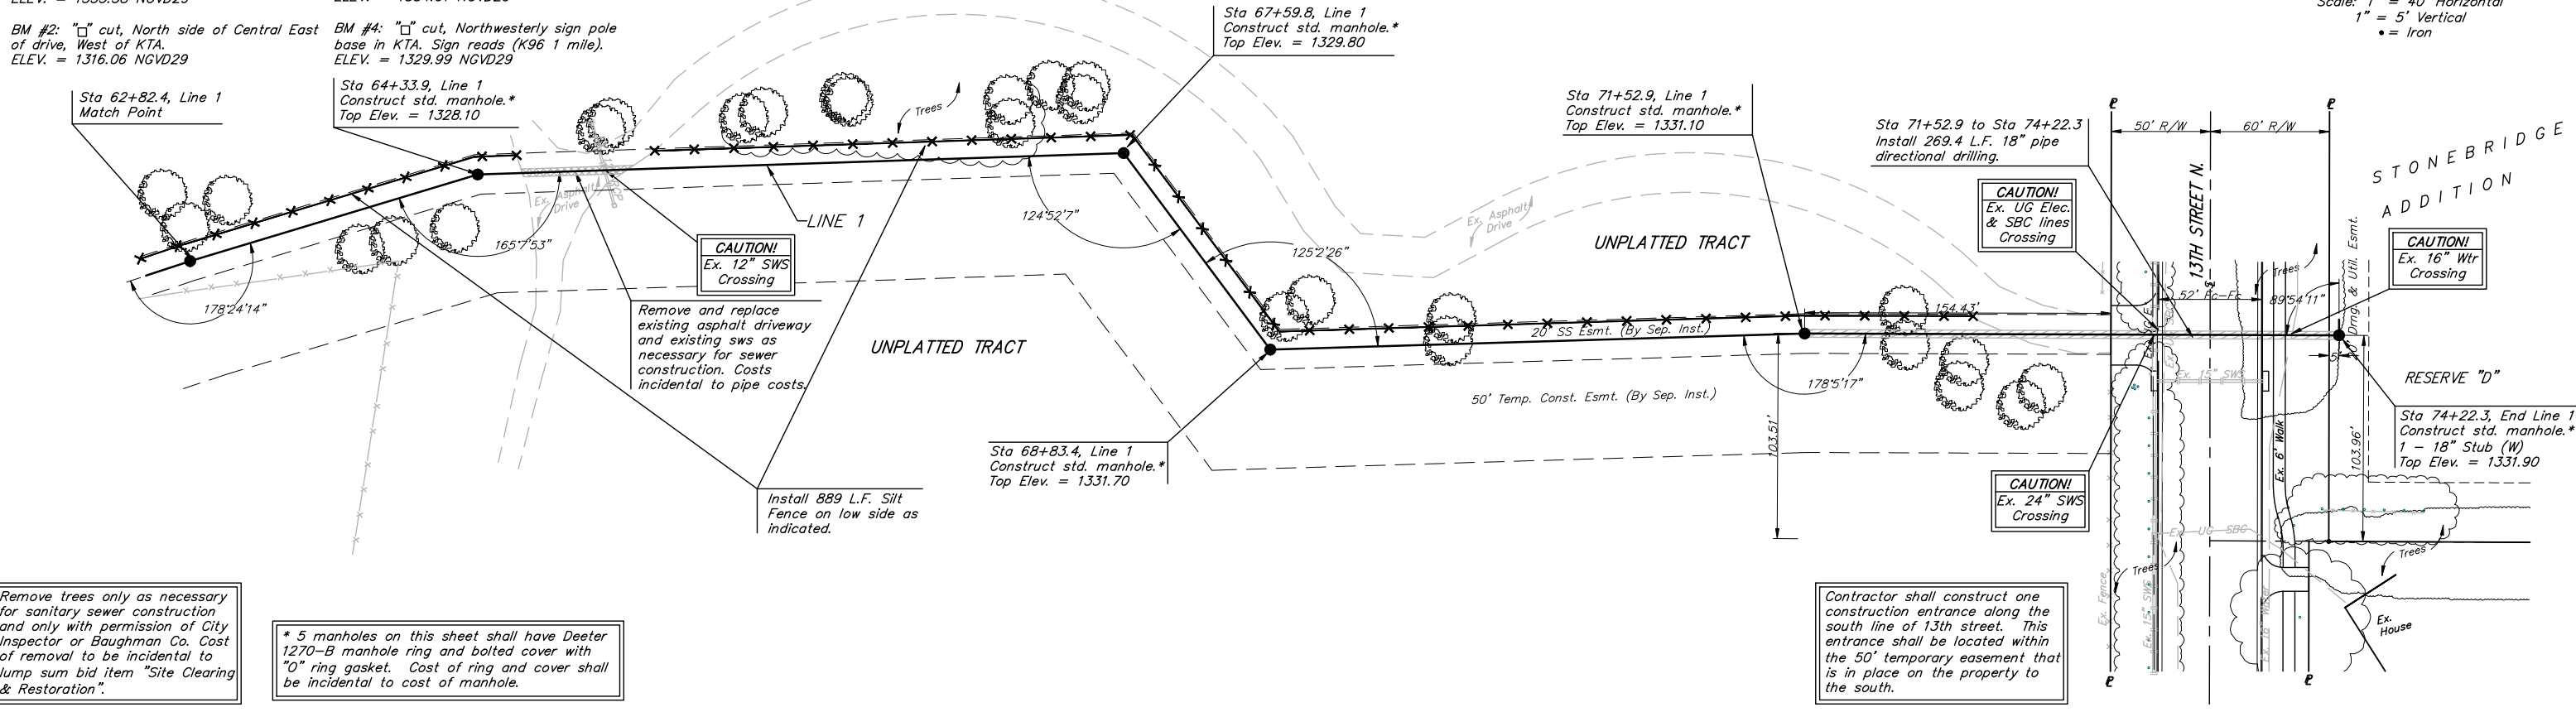 BM #2: "□" cut, North side of Central East
of drive, West of KTA.
ELEV. = 1316.06 NGVD29
BM #4: "□" cut, Northwesterly sign pole
base in KTA. Sign reads (K96 1 mile).
ELEV. = 1329.99 NGVD29
1" = 5' Vertical
• = Iron
Sta 62+82.4, Line 1
Match Point
Sta 64+33.9, Line 1
Construct std. manhole.*
Top Elev. = 1328.10
Sta 67+59.8, Line 1
Construct std. manhole.*
Top Elev. = 1329.80
Sta 71+52.9, Line 1
Construct std. manhole.*
Top Elev. = 1331.10
Sta 71+52.9 to Sta 74+22.3
Install 269.4 L.F. 18" pipe
directional drilling.
50' R/W
60' R/W
STONEBRIDGE
ADDITION
13TH STREET N.
Trees
CAUTION!
Ex. UG Elec.
& SBC lines
Crossing
CAUTION!
Ex. 16" Wtr
Crossing
Drng. & Util. Esmt.
Trees
52' Fc-Fc
89°54'11"
154.43'
Ex. Asphalt
Drive
Ex. Asphalt
Drive
LINE 1
124°52'7"
125°2'26"
165°7'53"
178°24'14"
178°5'17"
CAUTION!
Ex. 12" SWS
Crossing
UNPLATTED TRACT
UNPLATTED TRACT
Remove and replace
existing asphalt driveway
and existing sws as
necessary for sewer
construction. Costs
incidental to pipe costs.
20' SS Esmt. (By Sep. Inst.)
50' Temp. Const. Esmt. (By Sep. Inst.)
103.51'
103.96'
Ex. 15" SWS
RESERVE "D"
Sta 74+22.3, End Line 1
Construct std. manhole.*
1 - 18" Stub (W)
Top Elev. = 1331.90
Ex. 6' Walk
Sta 68+83.4, Line 1
Construct std. manhole.*
Top Elev. = 1331.70
Install 889 L.F. Silt
Fence on low side as
indicated.
CAUTION!
Ex. 24" SWS
Crossing
Ex UG SBC
Trees
Trees
Ex. Fence
Ex. 15" SWS
Ex.
House
Remove trees only as necessary
for sanitary sewer construction
and only with permission of City
Inspector or Baughman Co. Cost
of removal to be incidental to
lump sum bid item "Site Clearing
& Restoration".
* 5 manholes on this sheet shall have Deeter
1270-B manhole ring and bolted cover with
"O" ring gasket. Cost of ring and cover shall
be incidental to cost of manhole.
Contractor shall construct one
construction entrance along the
south line of 13th street. This
entrance shall be located within
the 50' temporary easement that
is in place on the property to
the south.